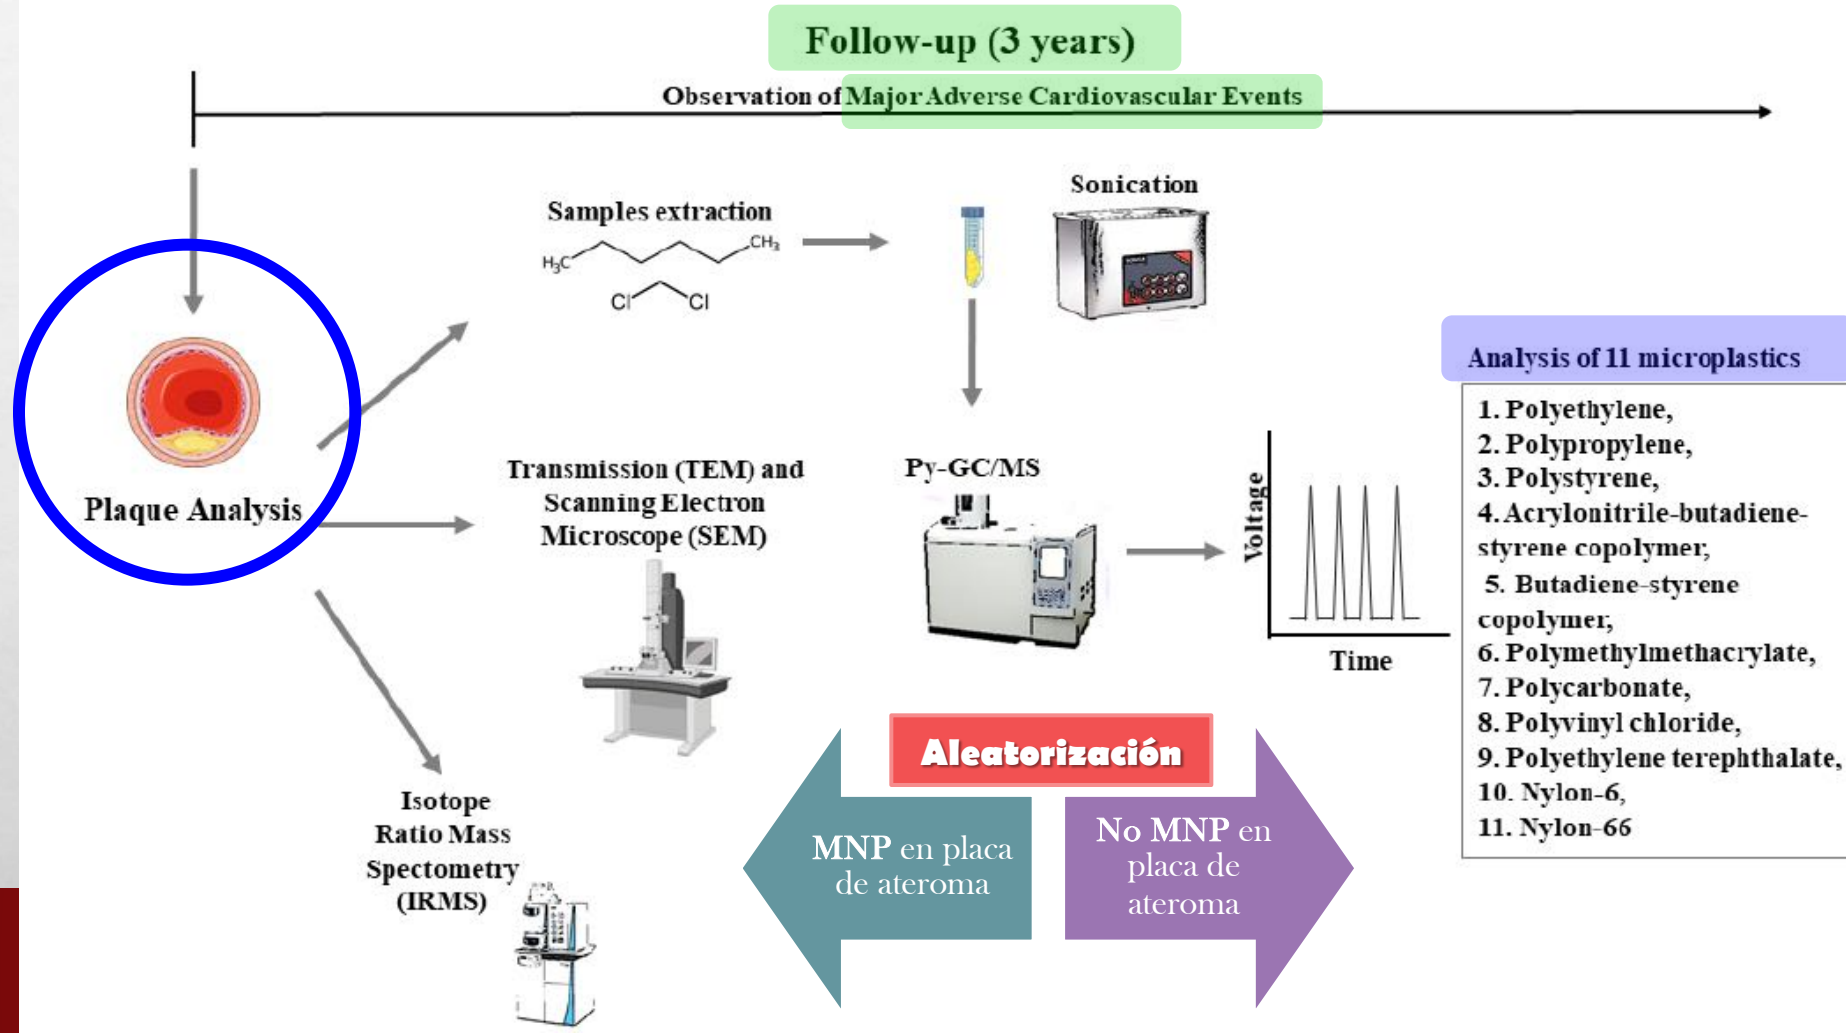 Follow-up (3 years)
Observation of Major Adverse Cardiovascular Events
Samples extraction
H₃C
CH₃
Cl
Cl
Sonication
Plaque Analysis
Transmission (TEM) and
Scanning Electron
Microscope (SEM)
Py-GC/MS
Voltage
Time
Isotope
Ratio Mass
Spectometry
(IRMS)
Analysis of 11 microplastics
1. Polyethylene,
2. Polypropylene,
3. Polystyrene,
4. Acrylonitrile-butadiene-
styrene copolymer,
5. Butadiene-styrene
copolymer,
6. Polymethylmethacrylate,
7. Polycarbonate,
8. Polyvinyl chloride,
9. Polyethylene terephthalate,
10. Nylon-6,
11. Nylon-66
Aleatorización
MNP en placa
de ateroma
No MNP en
placa de
ateroma